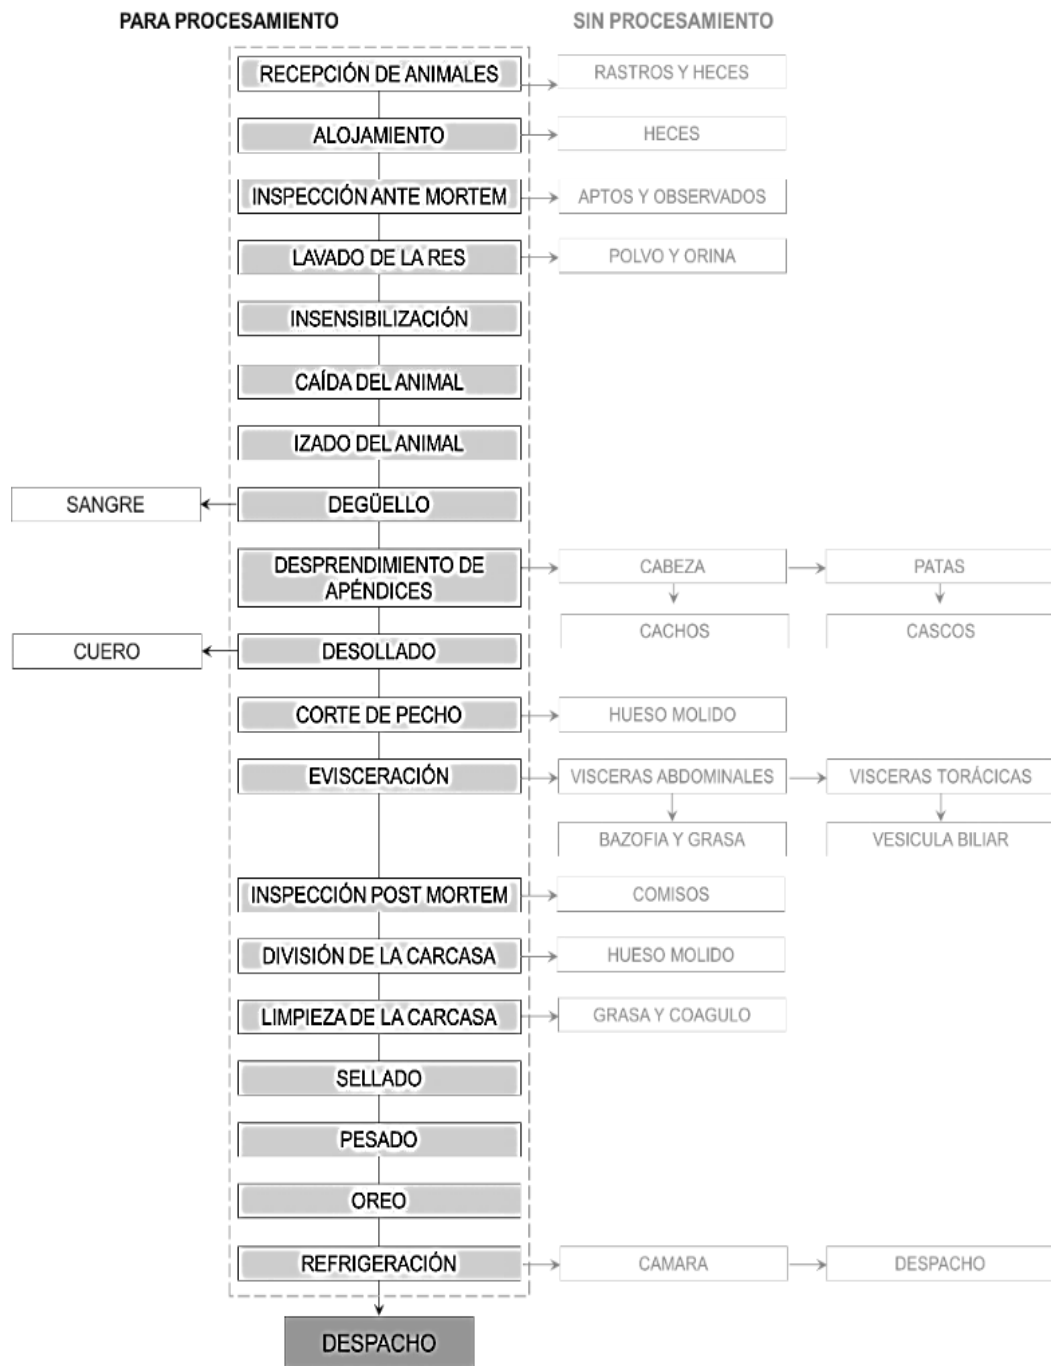 PARA PROCESAMIENTO
SIN PROCESAMIENTO
RECEPCIÓN DE ANIMALES
RASTROS Y HECES
ALOJAMIENTO
HECES
INSPECCIÓN ANTE MORTEM
APTOS Y OBSERVADOS
LAVADO DE LA RES
POLVO Y ORINA
INSENSIBILIZACIÓN
CAÍDA DEL ANIMAL
IZADO DEL ANIMAL
SANGRE
DEGÜELLO
DESPRENDIMIENTO DE
APÉNDICES
CABEZA
PATAS
CACHOS
CASCOS
CUERO
DESOLLADO
CORTE DE PECHO
HUESO MOLIDO
EVISCERACIÓN
VISCERAS ABDOMINALES
VISCERAS TORÁCICAS
BAZOFIA Y GRASA
VESICULA BILIAR
INSPECCIÓN POST MORTEM
COMISOS
DIVISIÓN DE LA CARCASA
HUESO MOLIDO
LIMPIEZA DE LA CARCASA
GRASA Y COAGULO
SELLADO
PESADO
OREO
REFRIGERACIÓN
CAMARA
DESPACHO
DESPACHO